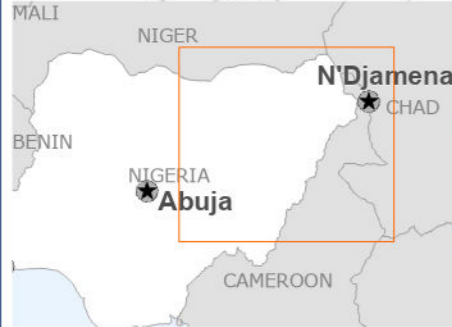 MALI
NIGER
N'Djamena
CHAD
BENIN
NIGERIA
Abuja
CAMEROON